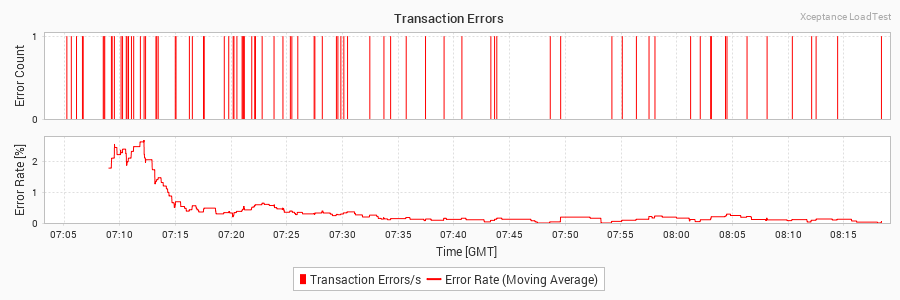 Transaction Errors
Xceptance LoadTest
Error Count
1
0
Error Rate [%]
2
1
0
07:05 07:10 07:15 07:20 07:25 07:30 07:35 07:40 07:45 07:50 07:55 08:00 08:05 08:10 08:15
Time [GMT]
Transaction Errors/s Error Rate (Moving Average)